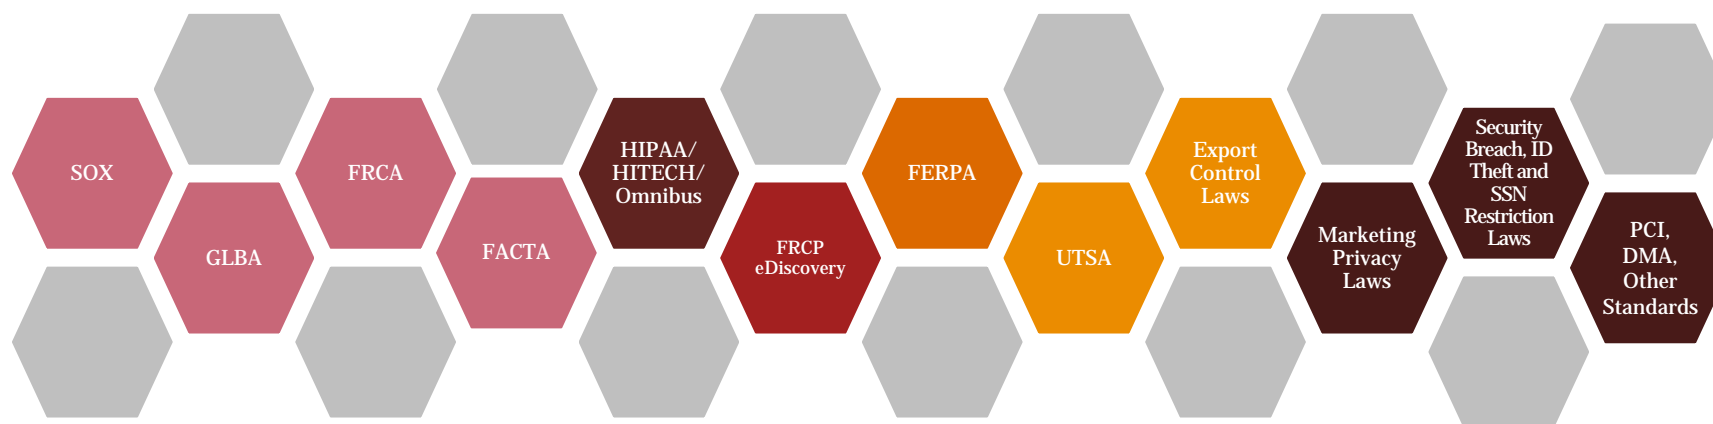 SOX
GLBA
FRCA
FACTA
HIPAA/
HITECH/
Omnibus
FRCP
eDiscovery
FERPA
UTSA
Export
Control
Laws
Marketing
Privacy
Laws
Security
Breach, ID
Theft and
SSN
Restriction
Laws
PCI,
DMA,
Other
Standards